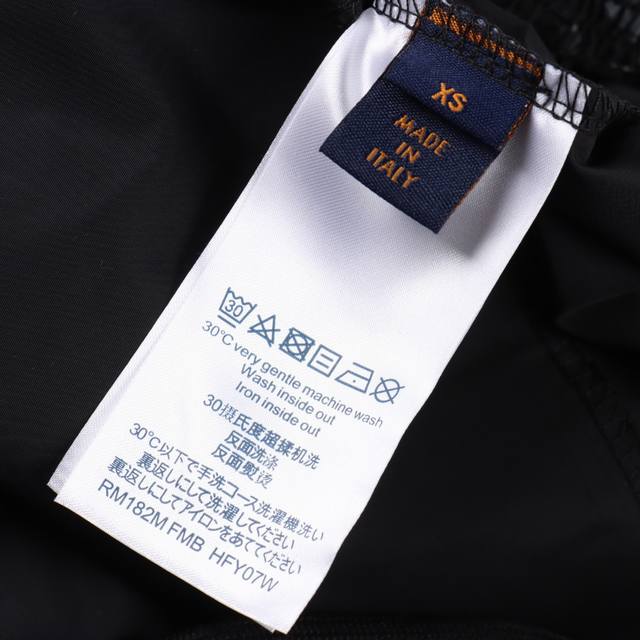 XS
MADE
IN
ITALY
30
30°C very gentle machine wash
Wash inside out
Iron inside out
30摄氏度超柔机洗
反面洗涤
反面熨烫
30℃以下で手洗コース洗濯機洗い
裏返しにして洗濯してください
裏返しにしてアイロンをあててください
RM182M FMB HFY07W